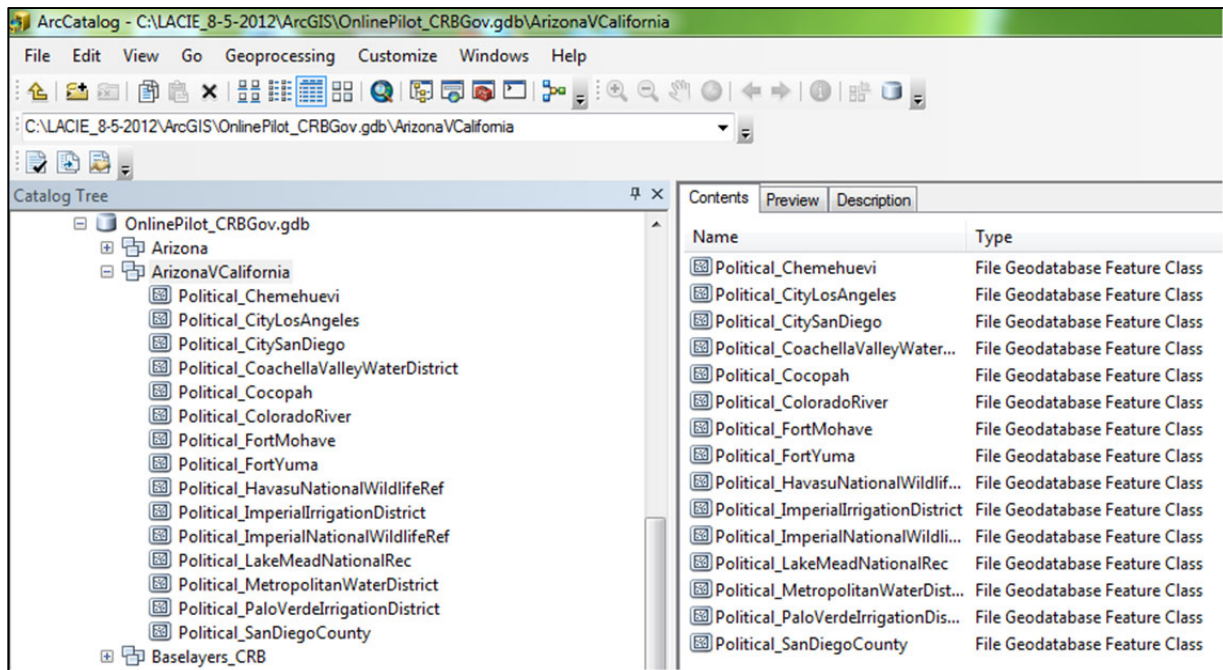 ArcCatalog - C:\LACIE_8-5-2012\ArcGIS\OnlinePilot_CRBGov.gdb\ArizonaVCalifornia
File Edit View Go Geoprocessing Customize Windows Help
C:\LACIE_8-5-2012\ArcGIS\OnlinePilot_CRBGov.gdb\ArizonaVCalifornia
Catalog Tree
OnlinePilot_CRBGov.gdb
Arizona
ArizonaVCalifornia
Political_Chemehuevi
Political_CityLosAngeles
Political_CitySanDiego
Political_CoachellaValleyWaterDistrict
Political_Cocopah
Political_ColoradoRiver
Political_FortMohave
Political_FortYuma
Political_HavasuNationalWildlifeRef
Political_ImperialIrrigationDistrict
Political_ImperialNationalWildlifeRef
Political_LakeMeadNationalRec
Political_MetropolitanWaterDistrict
Political_PaloVerdeIrrigationDistrict
Political_SanDiegoCounty
Baselayers_CRB
Contents Preview Description
Name Type
Political_Chemehuevi File Geodatabase Feature Class
Political_CityLosAngeles File Geodatabase Feature Class
Political_CitySanDiego File Geodatabase Feature Class
Political_CoachellaValleyWater... File Geodatabase Feature Class
Political_Cocopah File Geodatabase Feature Class
Political_ColoradoRiver File Geodatabase Feature Class
Political_FortMohave File Geodatabase Feature Class
Political_FortYuma File Geodatabase Feature Class
Political_HavasuNationalWildlif... File Geodatabase Feature Class
Political_ImperialIrrigationDistrict File Geodatabase Feature Class
Political_ImperialNationalWildli... File Geodatabase Feature Class
Political_LakeMeadNationalRec File Geodatabase Feature Class
Political_MetropolitanWaterDist... File Geodatabase Feature Class
Political_PaloVerdeIrrigationDis... File Geodatabase Feature Class
Political_SanDiegoCounty File Geodatabase Feature Class